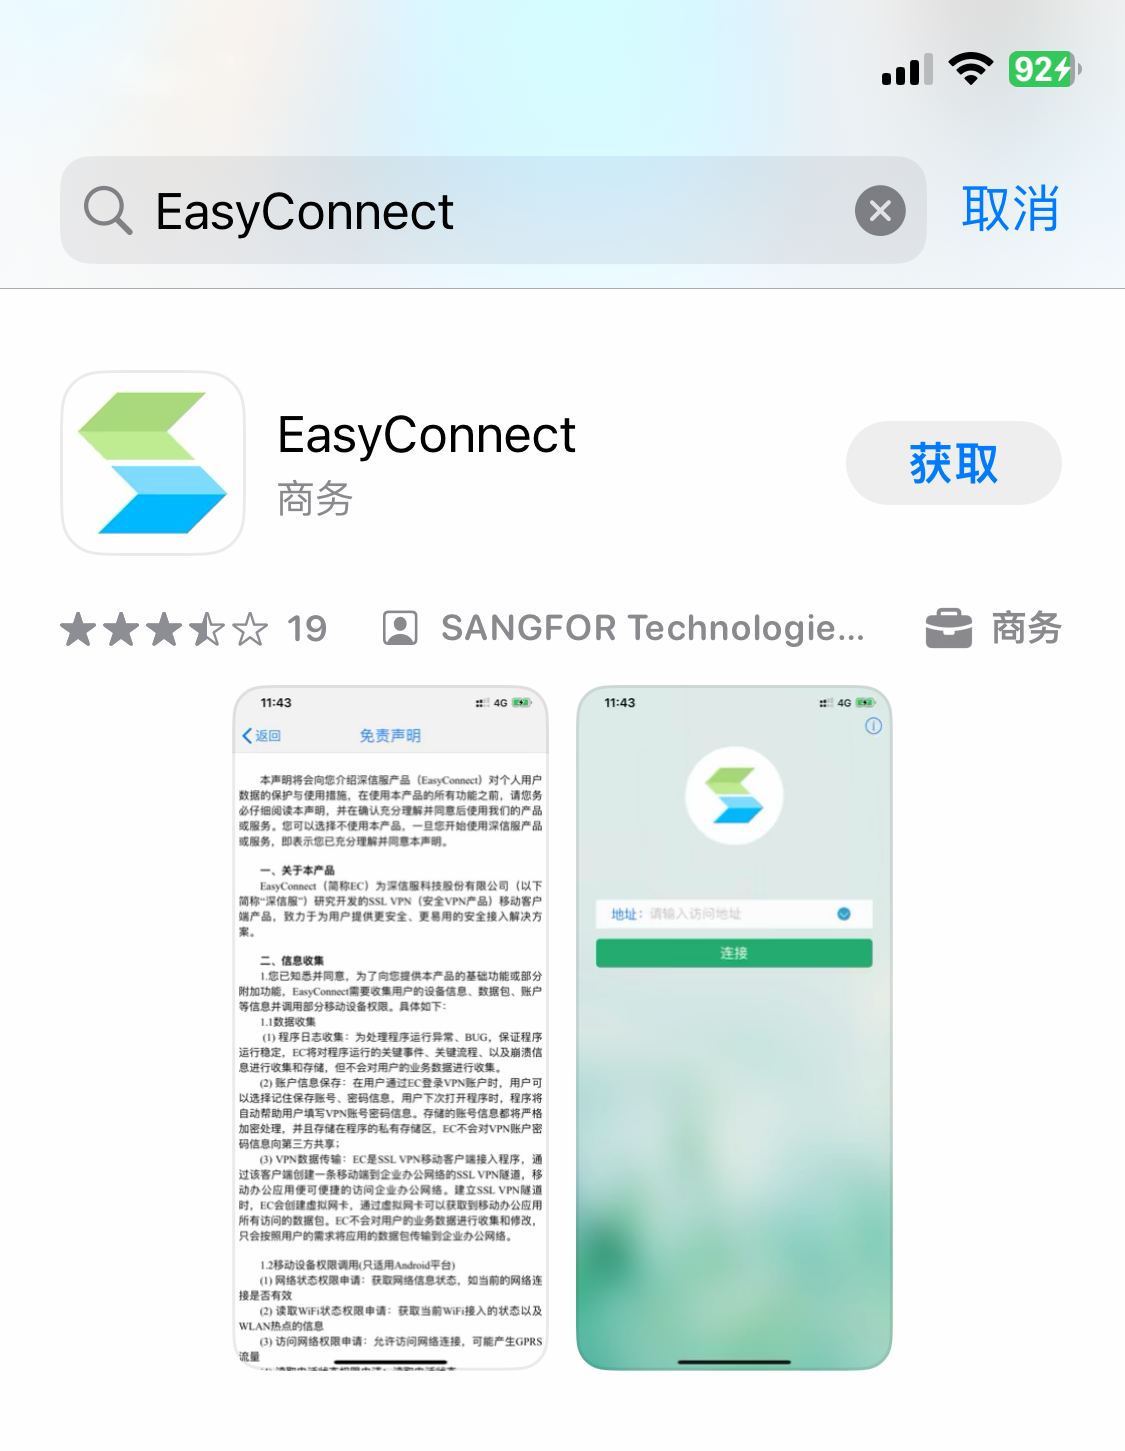 92
EasyConnect
取消
EasyConnect
商务
获取
19
SANGFOR Technologie...
商务
11:43
4G
返回
免责声明
本声明将会向您介绍深信服产品（EasyConnect）对个人用户
数据的保护与使用措施，在使用本产品的所有功能之前，请您务
必仔细阅读本声明，并在确认充分理解并同意后使用我们的产品
或服务。您可以选择不使用本产品，一旦您开始使用深信服产品
或服务，即表示您已充分理解并同意本声明。
一、关于本产品
EasyConnect（简称EC）为深信服科技股份有限公司（以下
简称“深信服”）研究开发的SSL VPN（安全VPN产品）移动客户
端产品，致力于为用户提供更安全、更易用的安全接入解决方
案。
二、信息收集
1.您已知悉并同意，为了向您提供本产品的基础功能或部分
附加功能，EasyConnect需要收集用户的设备信息、数据包、账户
等信息并调用部分移动设备权限。具体如下：
1.1数据收集
(1) 程序日志收集：为处理程序运行异常、BUG，保证程序
运行稳定，EC将对程序运行的关键事件、关键流程、以及崩溃信
息进行收集和存储，但不会对用户的业务数据进行收集。
(2) 账户信息保存：在用户通过EC登录VPN账户时，用户可
以选择记住保存账号、密码信息，用户下次打开程序时，程序将
自动帮助用户填写VPN账号密码信息。存储的账号信息都将严格
加密处理，并且存储在程序的私有存储区，EC不会对VPN账户密
码信息向第三方共享；
(3) VPN数据传输：EC是SSL VPN移动客户端接入程序，通
过该客户端创建一条移动端到企业办公网络的SSL VPN隧道，移
动办公应用便可便捷的访问企业办公网络。建立SSL VPN隧道
时，EC会创建虚拟网卡，通过虚拟网卡可以获取到移动办公应用
所有访问的数据包。EC不会对用户的业务数据进行收集和修改，
只会按照用户的需求将应用的数据包传输到企业办公网络。
1.2移动设备权限调用(只适用Android平台)
(1) 网络状态权限申请：获取网络信息状态，如当前的网络连
接是否有效
(2) 读取WiFi状态权限申请：获取当前WiFi接入的状态以及
WLAN热点的信息
(3) 访问网络权限申请：允许访问网络连接，可能产生GPRS
流量
11:43
4G
地址：请输入访问地址
连接